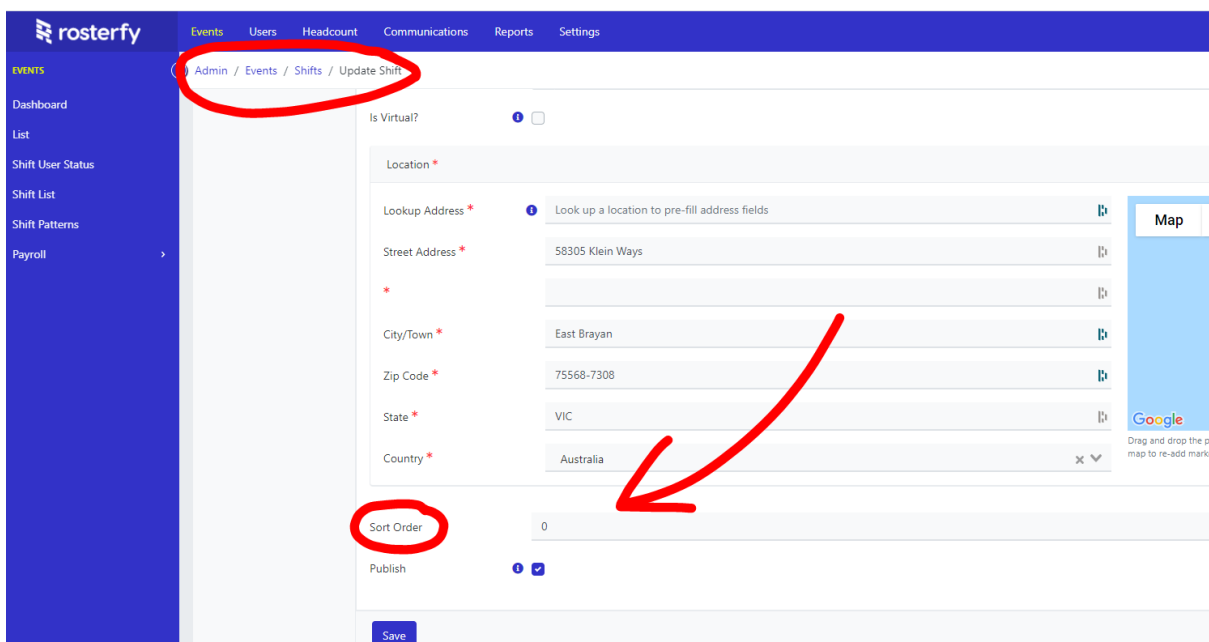 rosterfy
Events Users Headcount Communications Reports Settings
EVENTS
Admin / Events / Shifts / Update Shift
Dashboard
List
Shift User Status
Shift List
Shift Patterns
Payroll
Is Virtual?
Location *
Lookup Address * Look up a location to pre-fill address fields
Map
Street Address * 58305 Klein Ways
*
City/Town * East Brayan
Zip Code * 75568-7308
State * VIC
Google
Country * Australia
Drag and drop the
map to re-add
Sort Order 0
Publish
Save